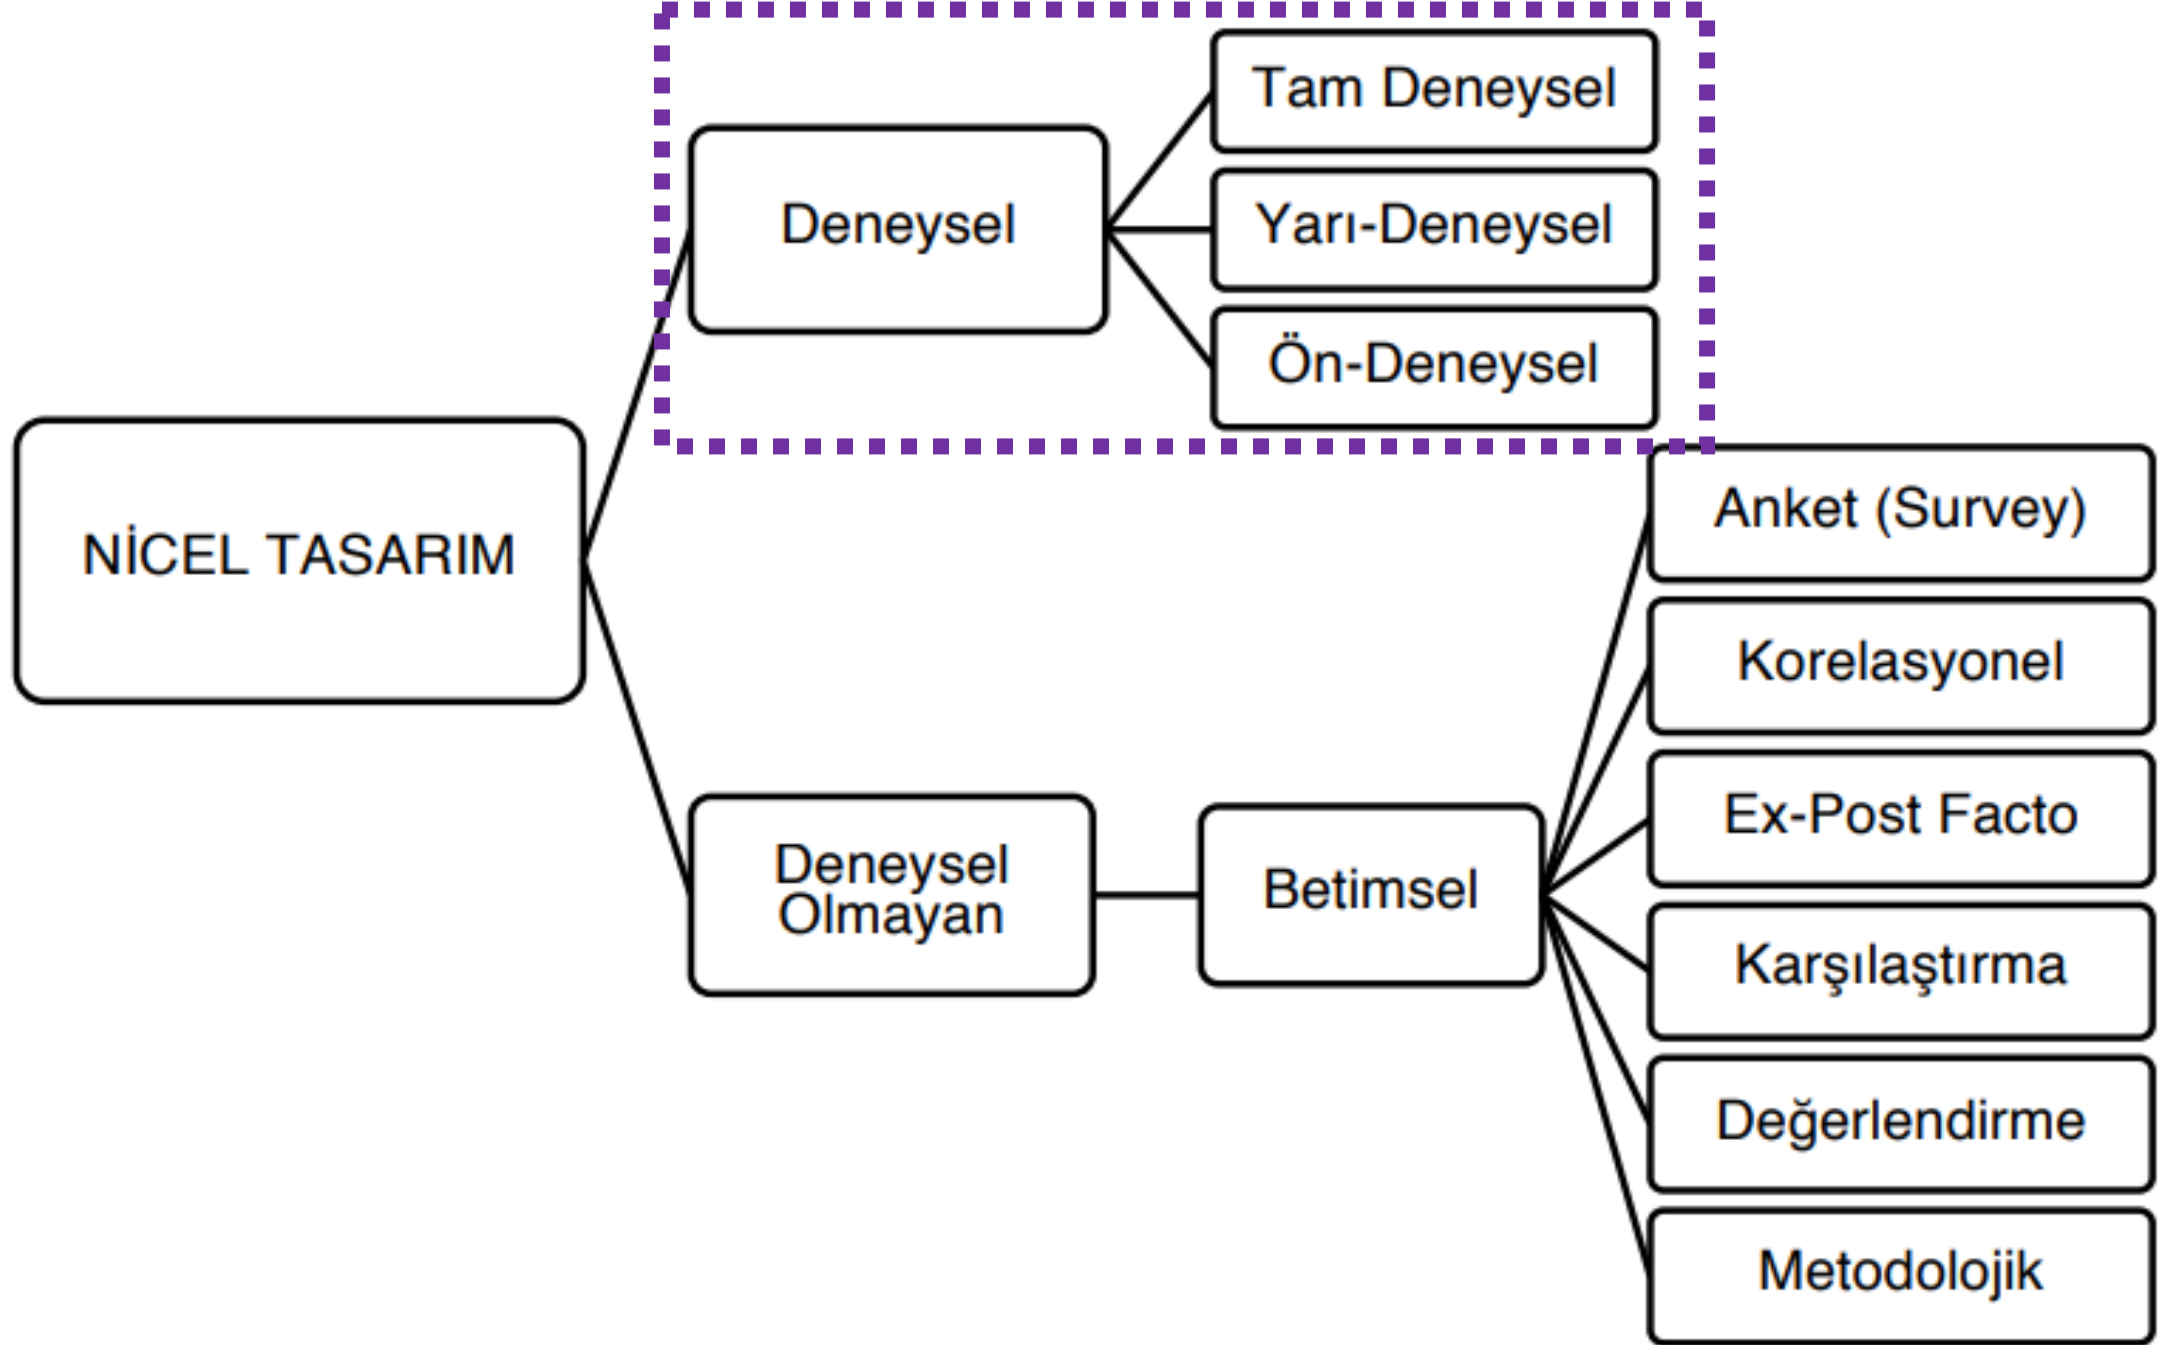 NİCEL TASARIM
Deneysel
Tam Deneysel
Yarı-Deneysel
Ön-Deneysel
Deneysel
Olmayan
Betimsel
Anket (Survey)
Korelasyonel
Ex-Post Facto
Karşılaştırma
Değerlendirme
Metodolojik